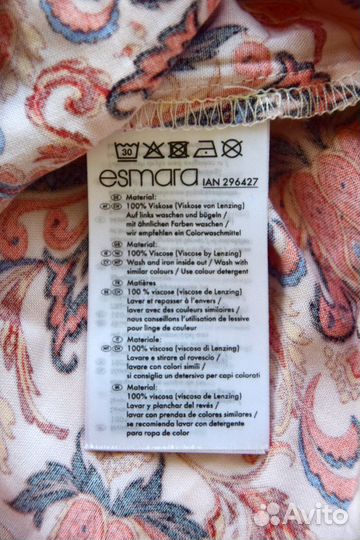 30
esmara IAN 296427
DE Material:
AT CH 100% Viskose (Viskose von Lenzing)
Auf links waschen und bügeln /
mit ähnlichen Farben waschen /
wir empfehlen ein Colorwaschmittel
GB Material:
100% Viscose (Viscose by Lenzing)
Wash and iron inside out / Wash with
similar colours / Use colour detergent
Matières
100 % viscose (viscose de Lenzing)
Laver et repasser à l'envers /
laver avec des couleurs similaires /
nous conseillons l'utilisation de lessive
pour linge de couleur
Materiale:
100% viscosa (viscosa di Lenzing)
Lavare e stirare al rovescio /
lavare con colori simili /
si consiglia un detersivo per capi colorati
Material:
100% viscosa (viscosa de Lenzing)
Lavar y planchar del revés /
lavar con prendas de colores similares /
se recomienda lavar con detergente
para ropa de color
Avito